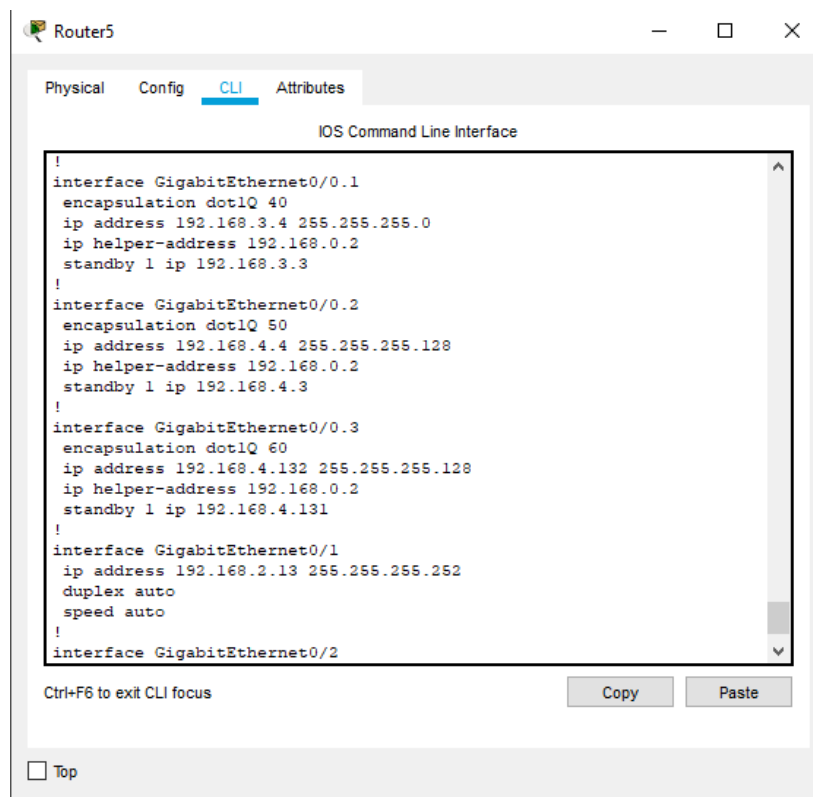 Router5
Physical Config CLI Attributes
IOS Command Line Interface
!
interface GigabitEthernet0/0.1
encapsulation dot1Q 40
ip address 192.168.3.4 255.255.255.0
ip helper-address 192.168.0.2
standby 1 ip 192.168.3.3
!
interface GigabitEthernet0/0.2
encapsulation dot1Q 50
ip address 192.168.4.4 255.255.255.128
ip helper-address 192.168.0.2
standby 1 ip 192.168.4.3
!
interface GigabitEthernet0/0.3
encapsulation dot1Q 60
ip address 192.168.4.132 255.255.255.128
ip helper-address 192.168.0.2
standby 1 ip 192.168.4.131
!
interface GigabitEthernet0/1
ip address 192.168.2.13 255.255.255.252
duplex auto
speed auto
!
interface GigabitEthernet0/2
Ctrl+F6 to exit CLI focus
Copy Paste
Top